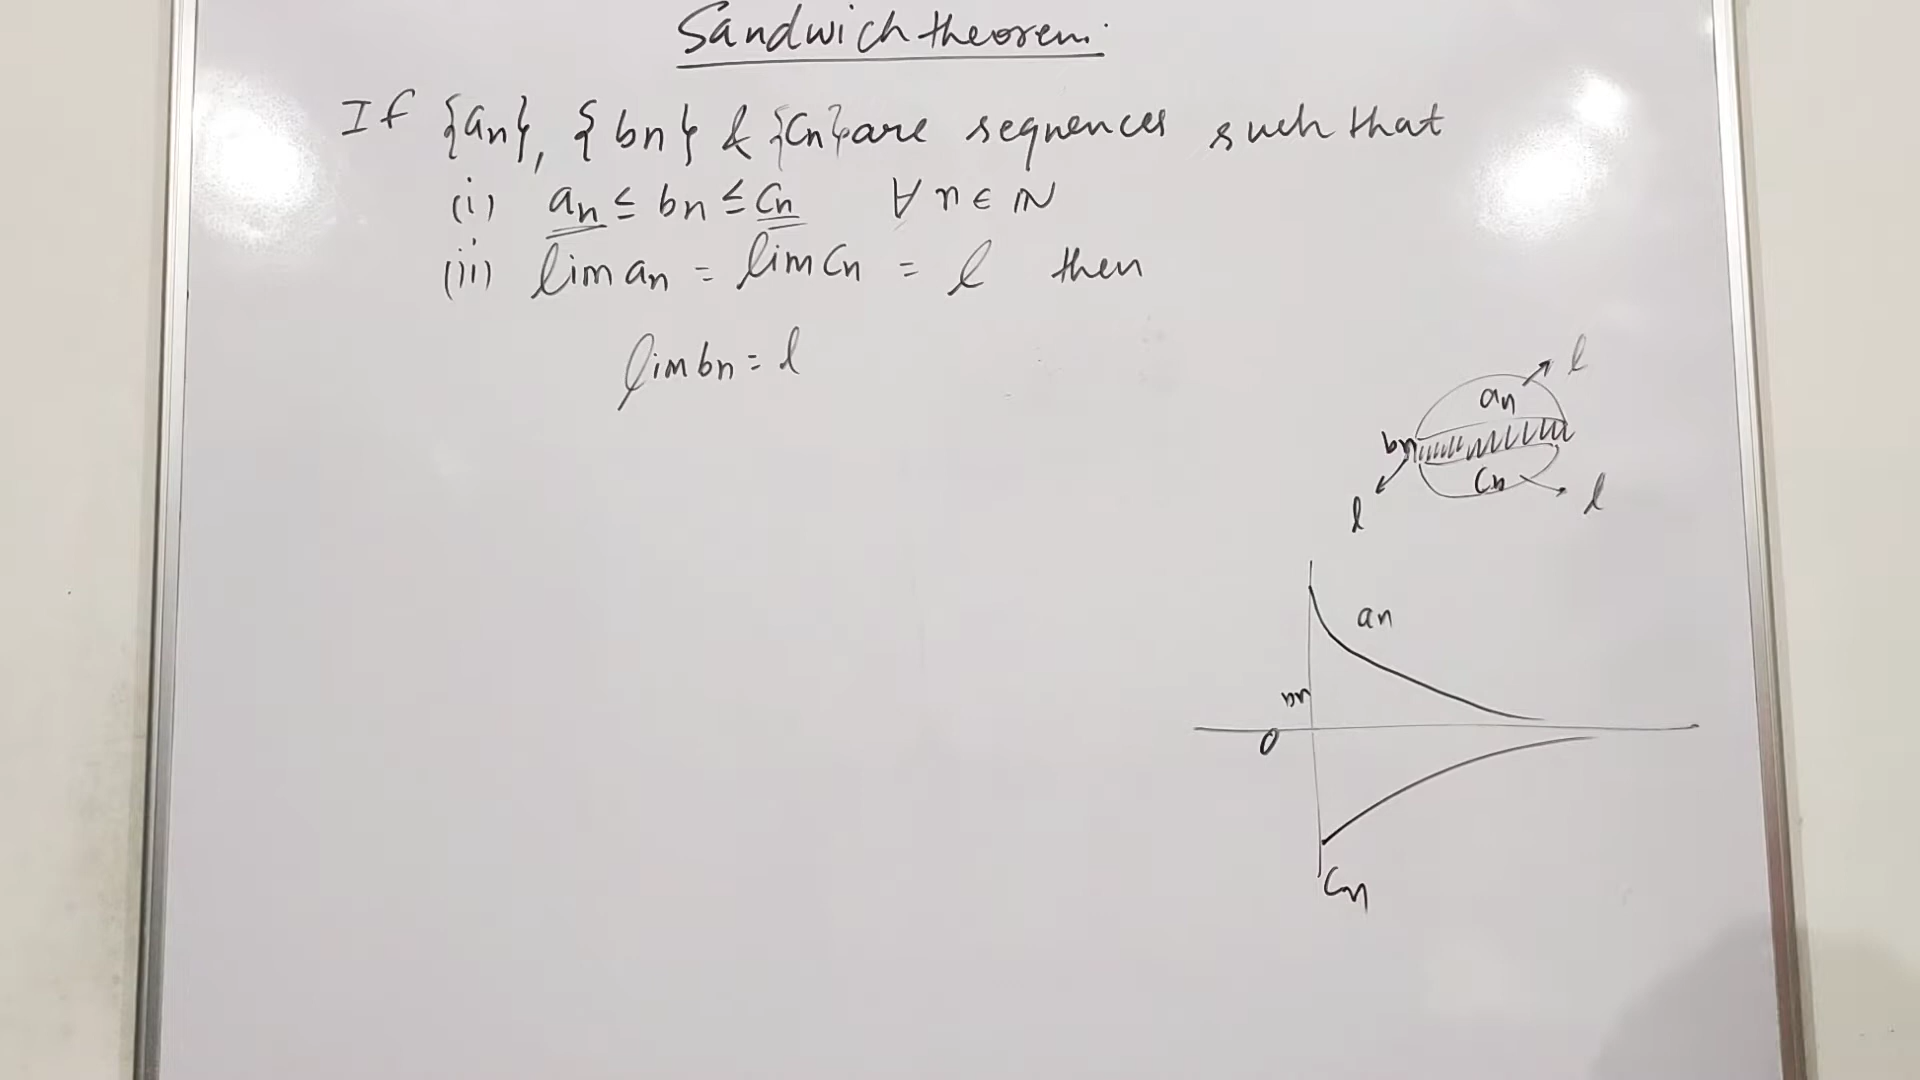 Sandwich theorem.
If {an}, {bn} & {Cn} are sequences such that
(i) an ≤ bn ≤ Cn ∀ n ∈ IN
(ii) lim an = lim Cn = l then
lim bn = l
l
an
bn
Cn
l
l
an
bn
0
Cn